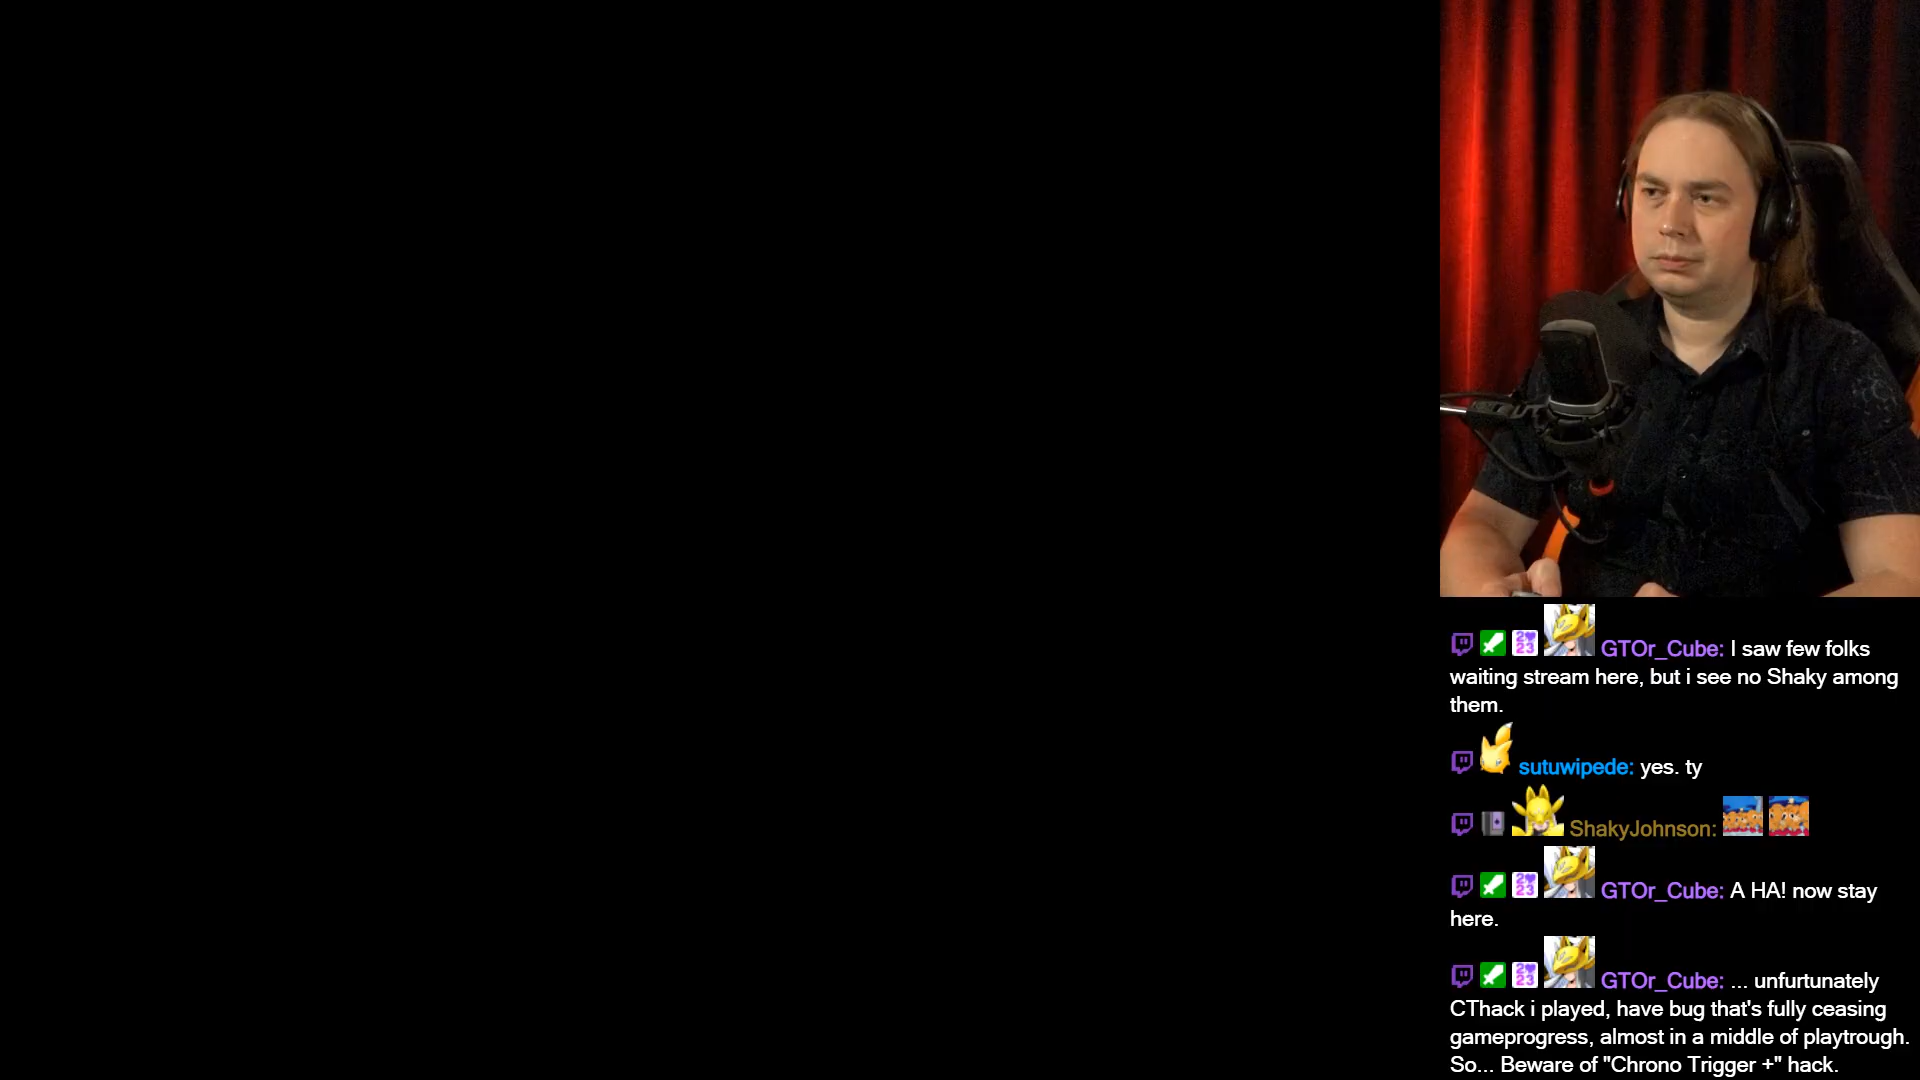 GTOr_Cube: I saw few folks
waiting stream here, but i see no Shaky among
them.
sutuwipede: yes. ty
ShakyJohnson:
GTOr_Cube: A HA! now stay
here.
GTOr_Cube: ... unfurtunately
CThack i played, have bug that's fully ceasing
gameprogress, almost in a middle of playtrough.
So... Beware of "Chrono Trigger +" hack.